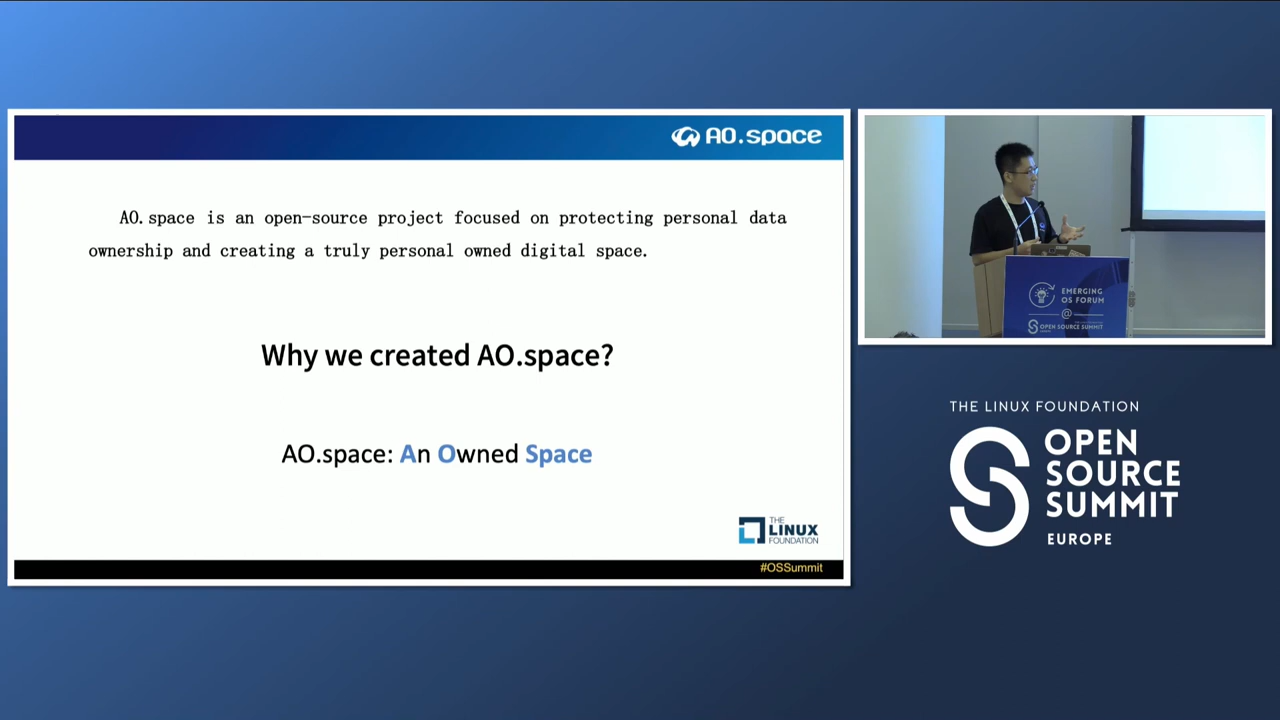 AO.space
AO.space is an open-source project focused on protecting personal data
ownership and creating a truly personal owned digital space.
Why we created AO.space?
AO.space: An Owned Space
THE
LINUX
FOUNDATION
#OSSummit
EMERGING
OS FORUM
@
OPEN SOURCE SUMMIT
THE LINUX FOUNDATION
OPEN
SOURCE
SUMMIT
EUROPE